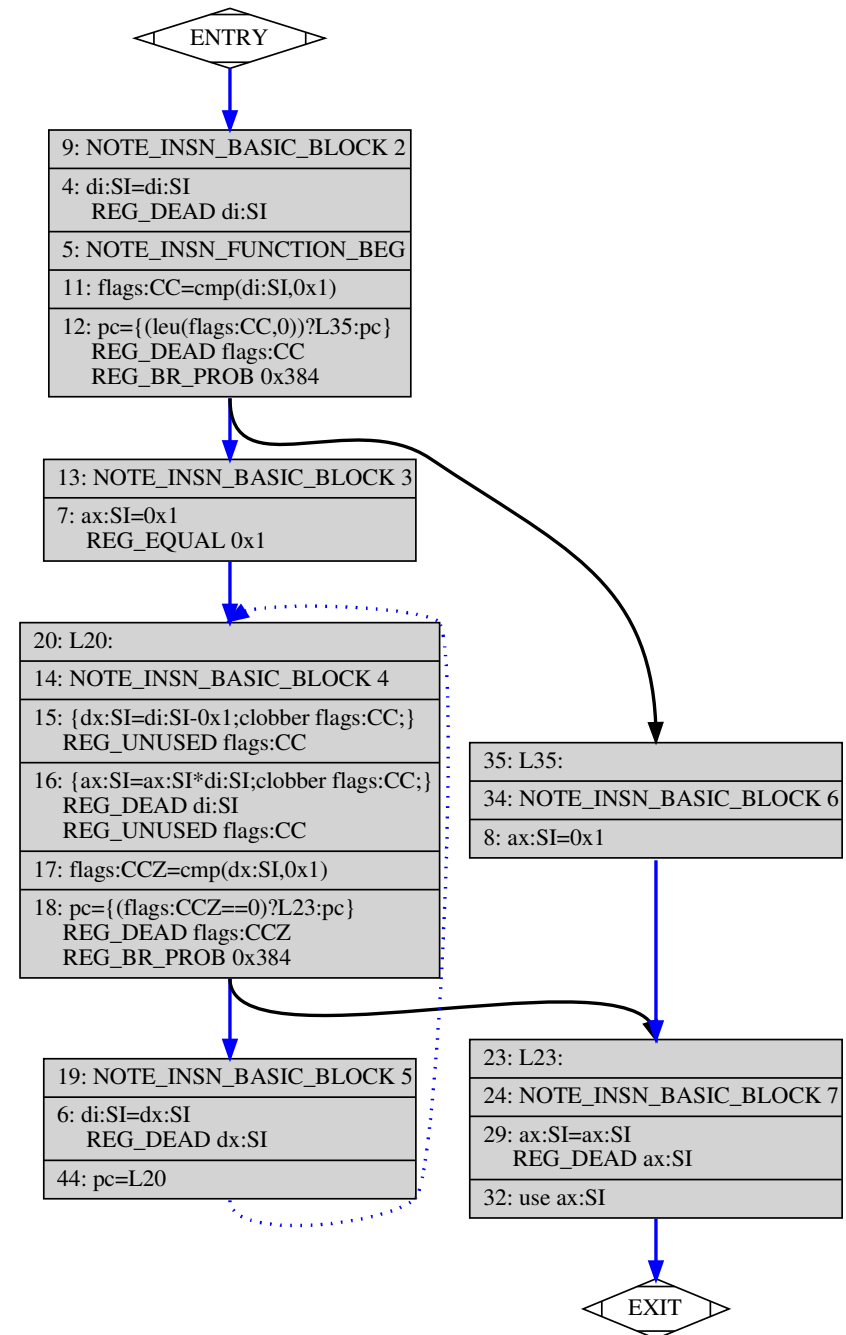 ENTRY
9: NOTE_INSN_BASIC_BLOCK 2
4: di:SI=di:SI
REG_DEAD di:SI
5: NOTE_INSN_FUNCTION_BEG
11: flags:CC=cmp(di:SI,0x1)
12: pc={(leu(flags:CC,0))?L35:pc}
REG_DEAD flags:CC
REG_BR_PROB 0x384
13: NOTE_INSN_BASIC_BLOCK 3
7: ax:SI=0x1
REG_EQUAL 0x1
20: L20:
14: NOTE_INSN_BASIC_BLOCK 4
15: {dx:SI=di:SI-0x1;clobber flags:CC;}
REG_UNUSED flags:CC
16: {ax:SI=ax:SI*di:SI;clobber flags:CC;}
REG_DEAD di:SI
REG_UNUSED flags:CC
17: flags:CCZ=cmp(dx:SI,0x1)
18: pc={(flags:CCZ==0)?L23:pc}
REG_DEAD flags:CCZ
REG_BR_PROB 0x384
35: L35:
34: NOTE_INSN_BASIC_BLOCK 6
8: ax:SI=0x1
19: NOTE_INSN_BASIC_BLOCK 5
6: di:SI=dx:SI
REG_DEAD dx:SI
44: pc=L20
23: L23:
24: NOTE_INSN_BASIC_BLOCK 7
29: ax:SI=ax:SI
REG_DEAD ax:SI
32: use ax:SI
EXIT